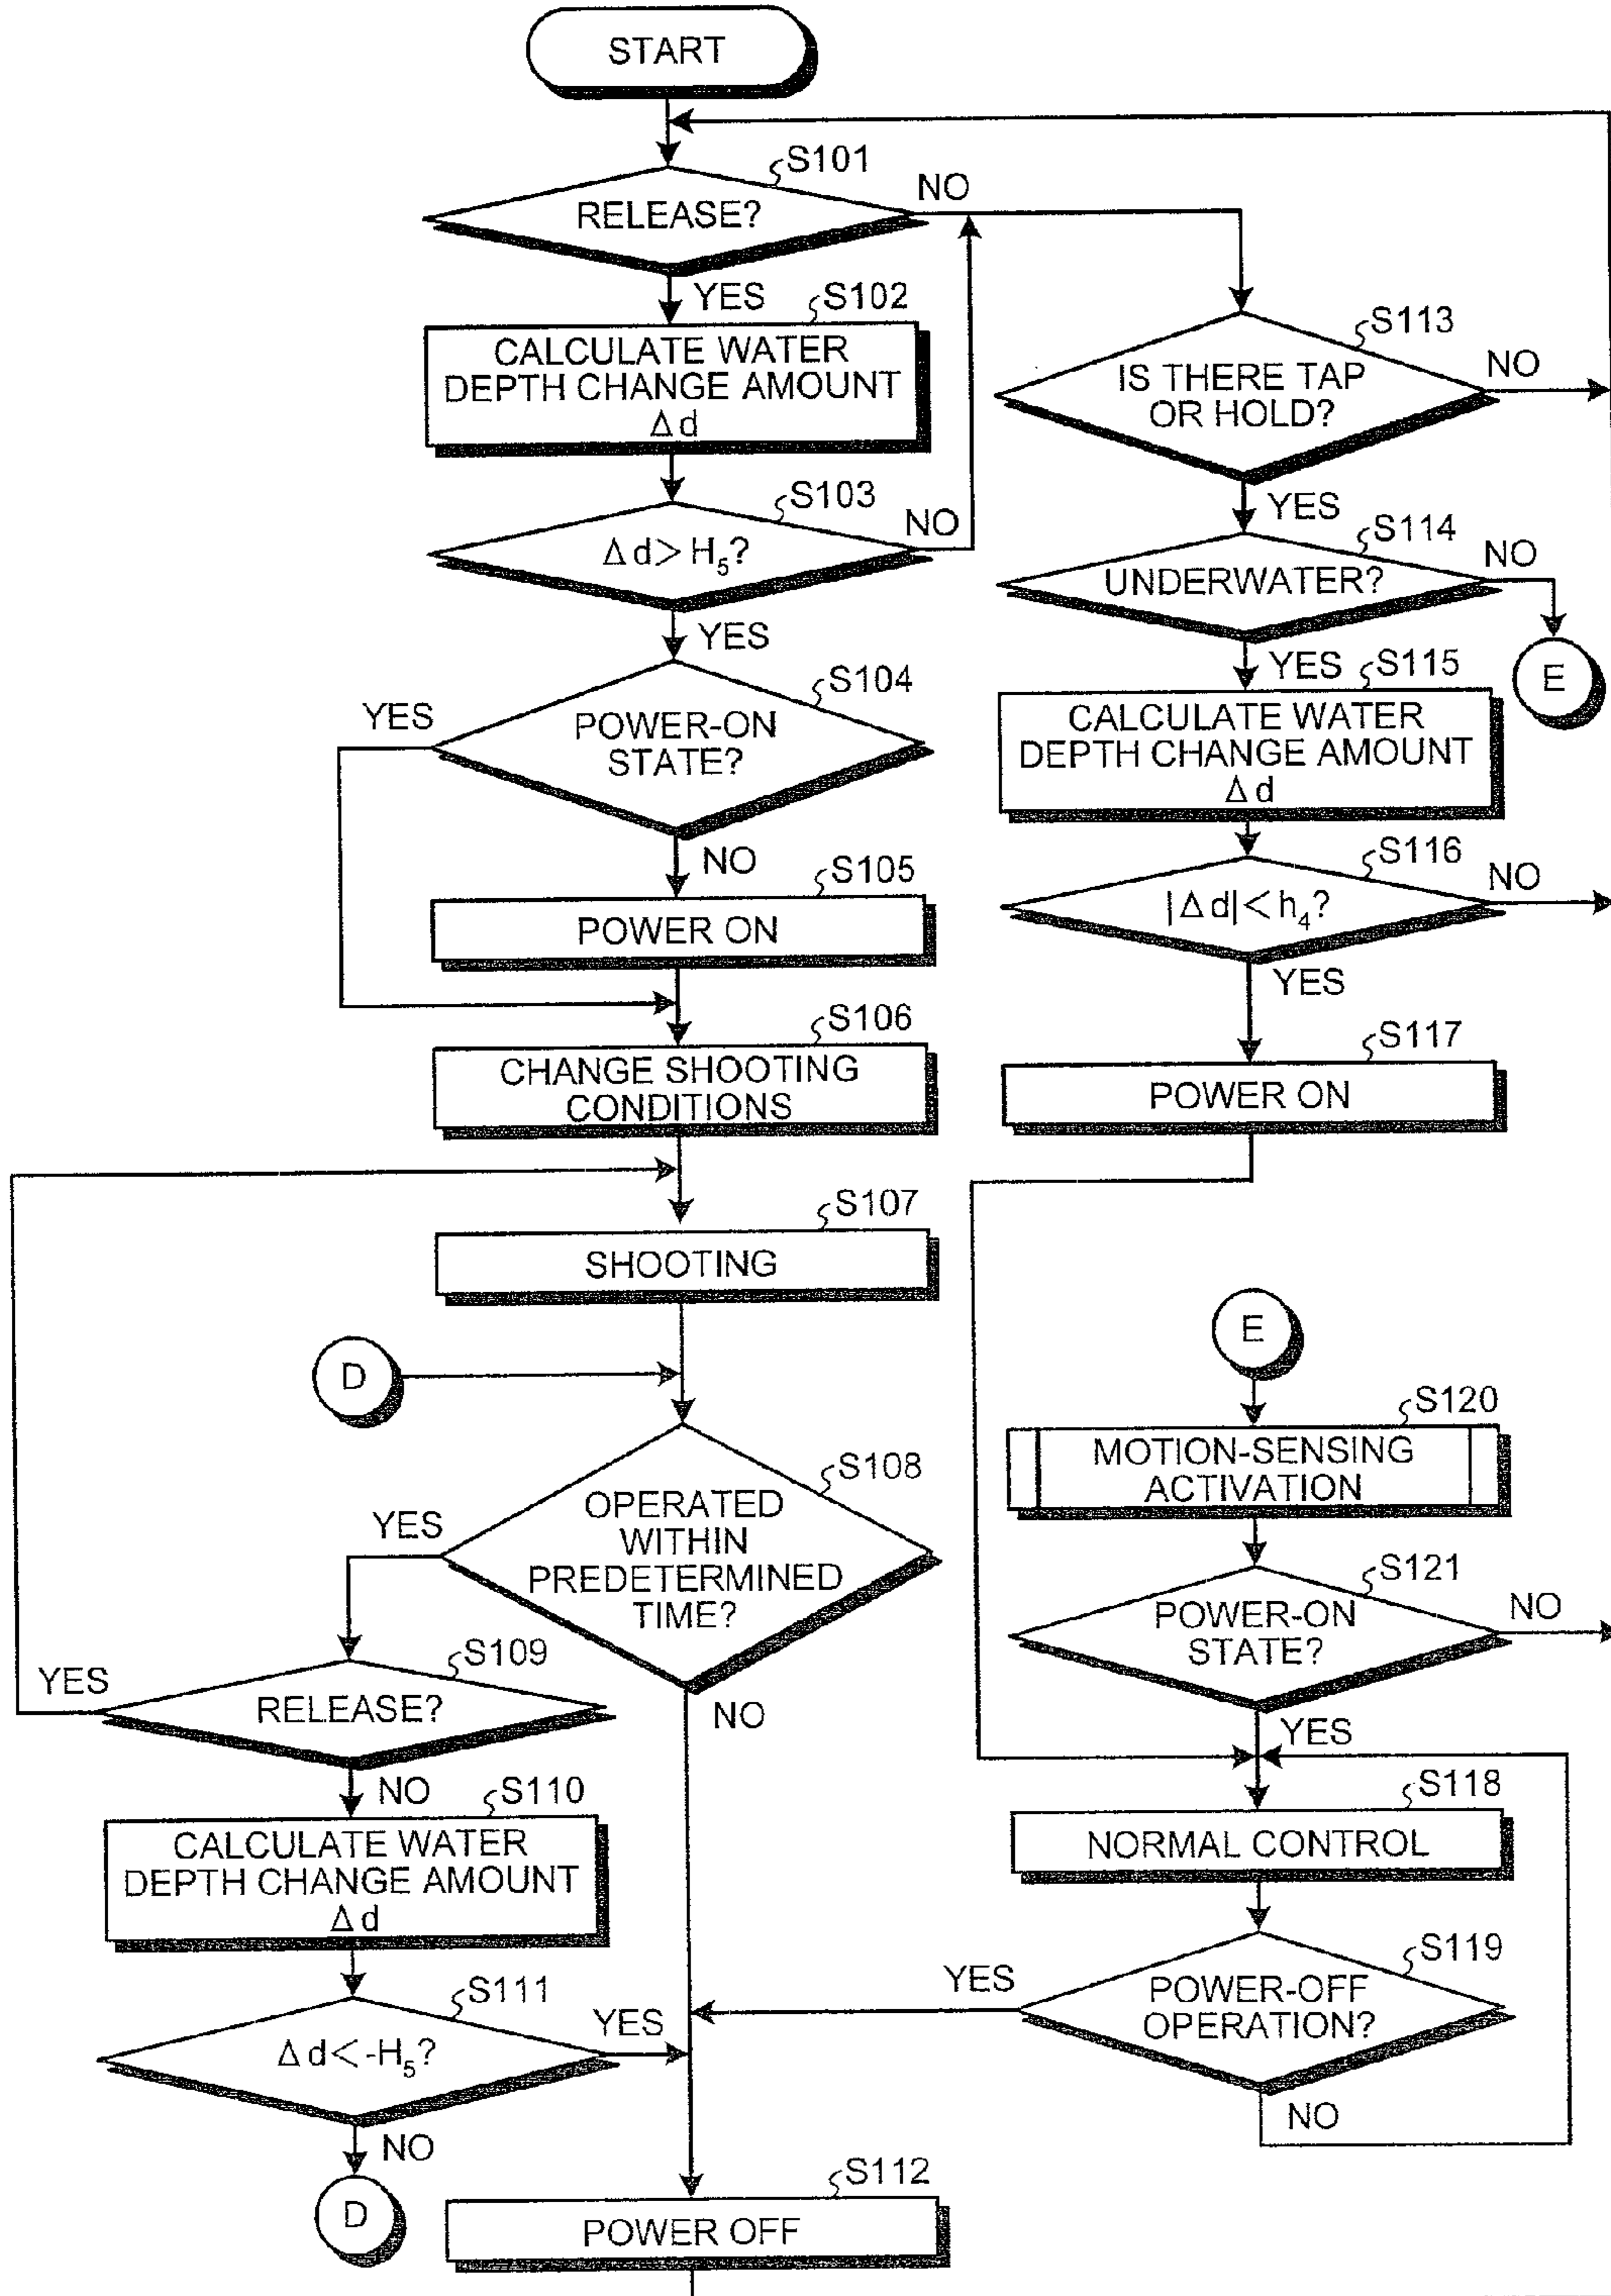 START
S101
RELEASE?
NO
YES
S102
CALCULATE WATER
DEPTH CHANGE AMOUNT
Δd
S103
Δd>H₅?
NO
YES
S104
POWER-ON
STATE?
YES
NO
S105
POWER ON
S106
CHANGE SHOOTING
CONDITIONS
S107
SHOOTING
D
S108
OPERATED
WITHIN
PREDETERMINED
TIME?
YES
NO
S109
RELEASE?
YES
NO
S110
CALCULATE WATER
DEPTH CHANGE AMOUNT
Δd
S111
Δd<-H₅?
YES
NO
D
S112
POWER OFF
S113
IS THERE TAP
OR HOLD?
NO
YES
S114
UNDERWATER?
NO
E
YES
S115
CALCULATE WATER
DEPTH CHANGE AMOUNT
Δd
S116
|Δd|<h₄?
NO
YES
S117
POWER ON
E
S120
MOTION-SENSING
ACTIVATION
S121
POWER-ON
STATE?
NO
YES
S118
NORMAL CONTROL
S119
POWER-OFF
OPERATION?
YES
NO